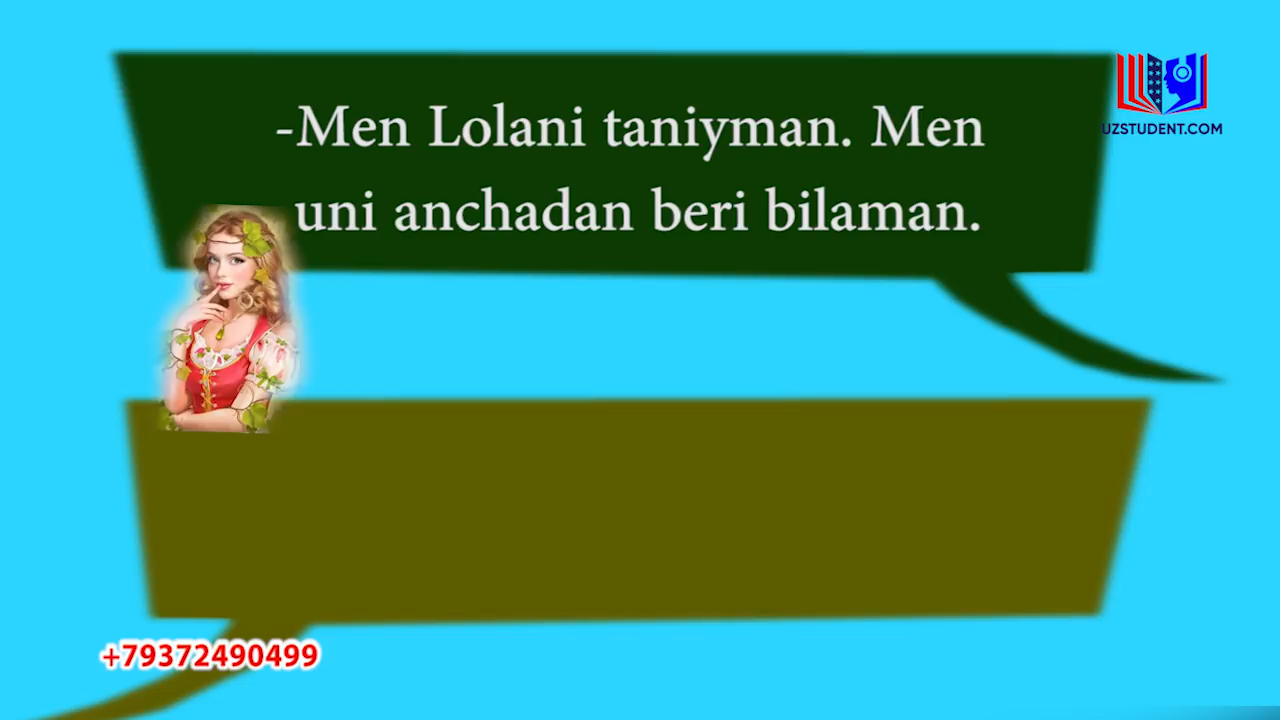 -Men Lolani taniyman. Men
uni anchadan beri bilaman.
UZSTUDENT.COM
+79372490499